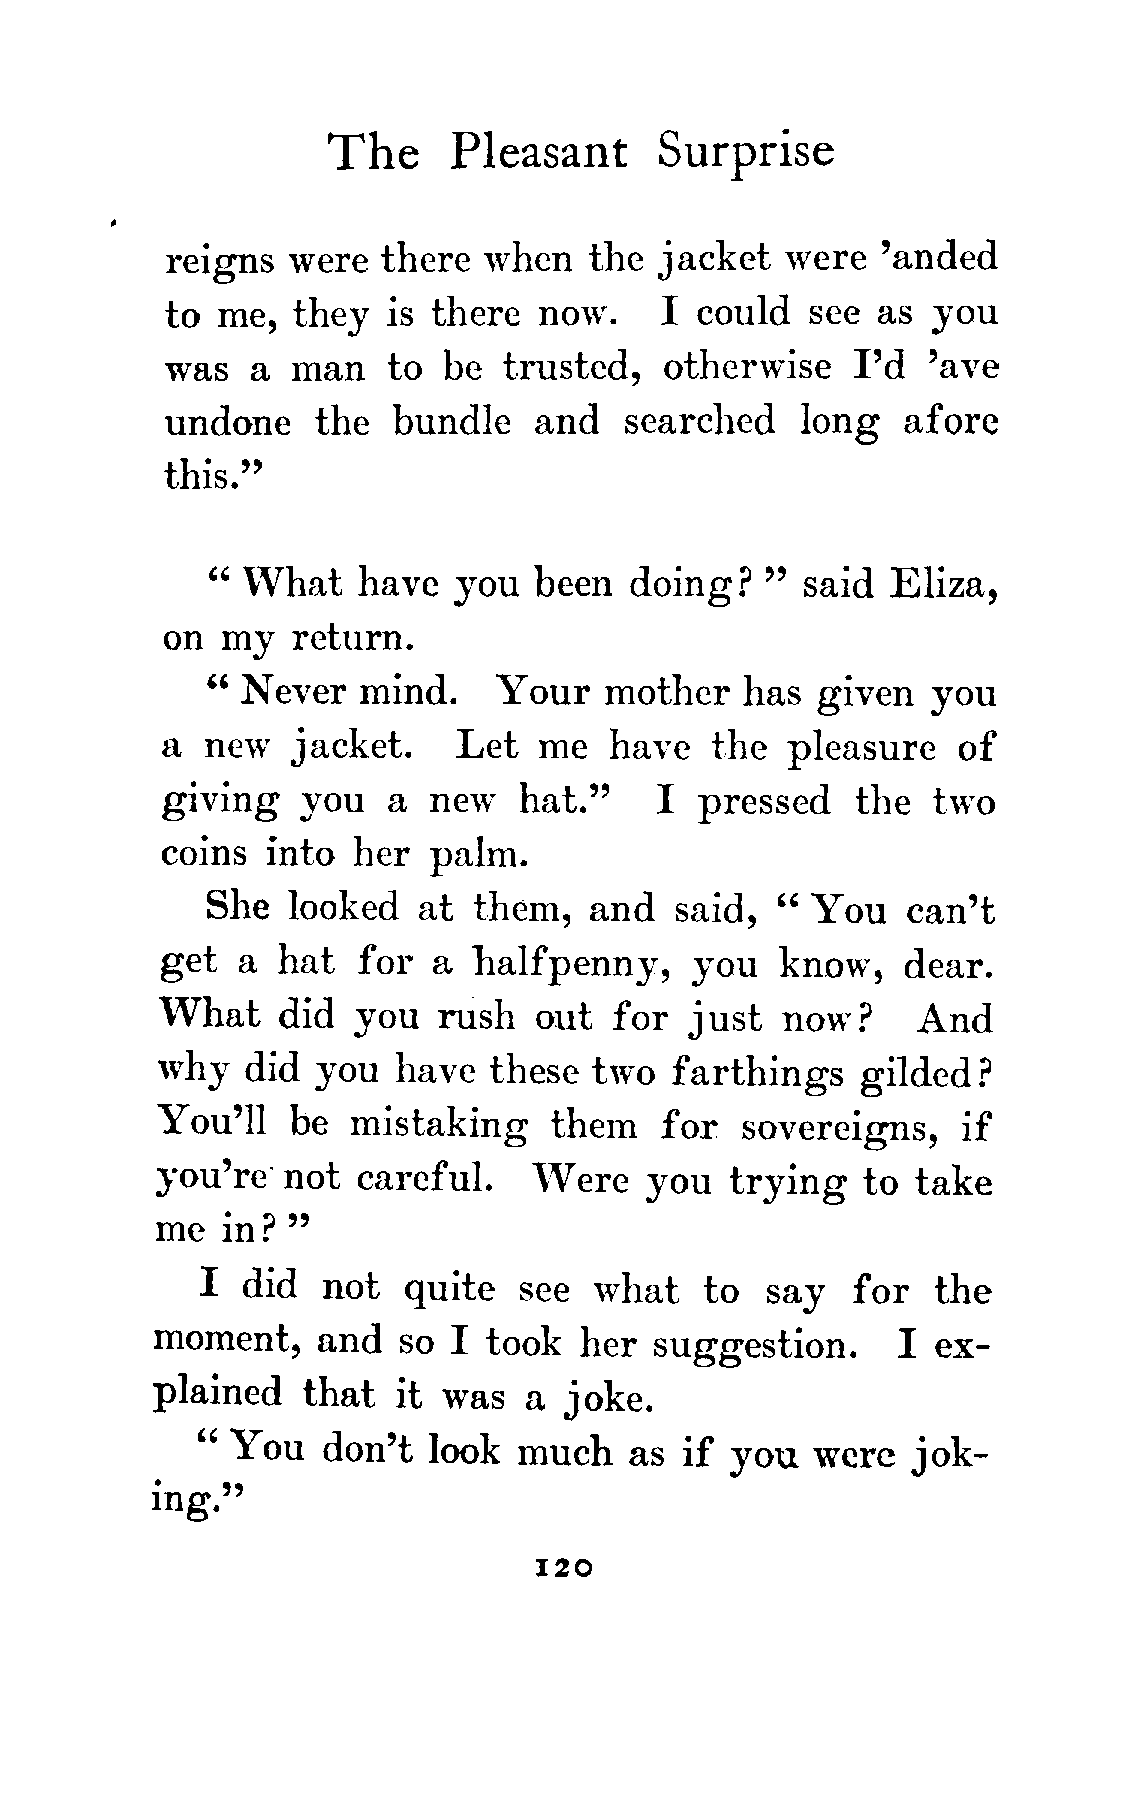 The Pleasant Surprise
reigns were there when the jacket were ’anded
to me, they is there now. I could see as you
was a man to be trusted, otherwise I’d ’ave
undone the bundle and searched long afore
this.”
“ What have you been doing? ” said Eliza,
on my return.
“ Never mind. Your mother has given you
a new jacket. Let me have the pleasure of
giving you a new hat.” I pressed the two
coins into her palm.
She looked at them, and said, “ You can’t
get a hat for a halfpenny, you know, dear.
What did you rush out for just now? And
why did you have these two farthings gilded?
You’ll be mistaking them for sovereigns, if
you’re not careful. Were you trying to take
me in? ”
I did not quite see what to say for the
moment, and so I took her suggestion. I ex-
plained that it was a joke.
“ You don’t look much as if you were jok-
ing.”
120